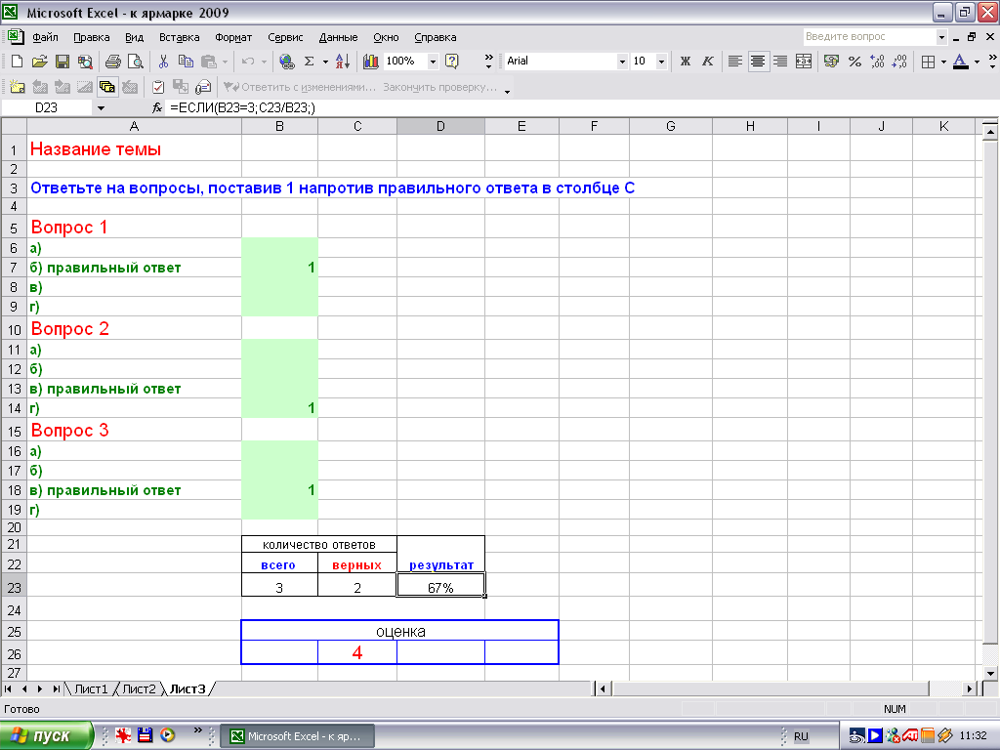 Microsoft Excel - к ярмарке 2009
Файл Правка Вид Вставка Формат Сервис Данные Окно Справка Введите вопрос
100% Arial 10 Ж К
Ответить с изменениями... Закончить проверку...
D23 fx =ЕСЛИ(B23=3;C23/B23;)
A B C D E F G H I J K
1 Название темы
2
3 Ответьте на вопросы, поставив 1 напротив правильного ответа в столбце С
4
5 Вопрос 1
6 а)
7 б) правильный ответ 1
8 в)
9 г)
10 Вопрос 2
11 а)
12 б)
13 в) правильный ответ
14 г) 1
15 Вопрос 3
16 а)
17 б)
18 в) правильный ответ 1
19 г)
20
21 количество ответов
22 всего верных результат
23 3 2 67%
24
25 оценка
26 4
27
Лист1 Лист2 Лист3
Готово NUM
пуск Microsoft Excel - к яр... RU 11:32